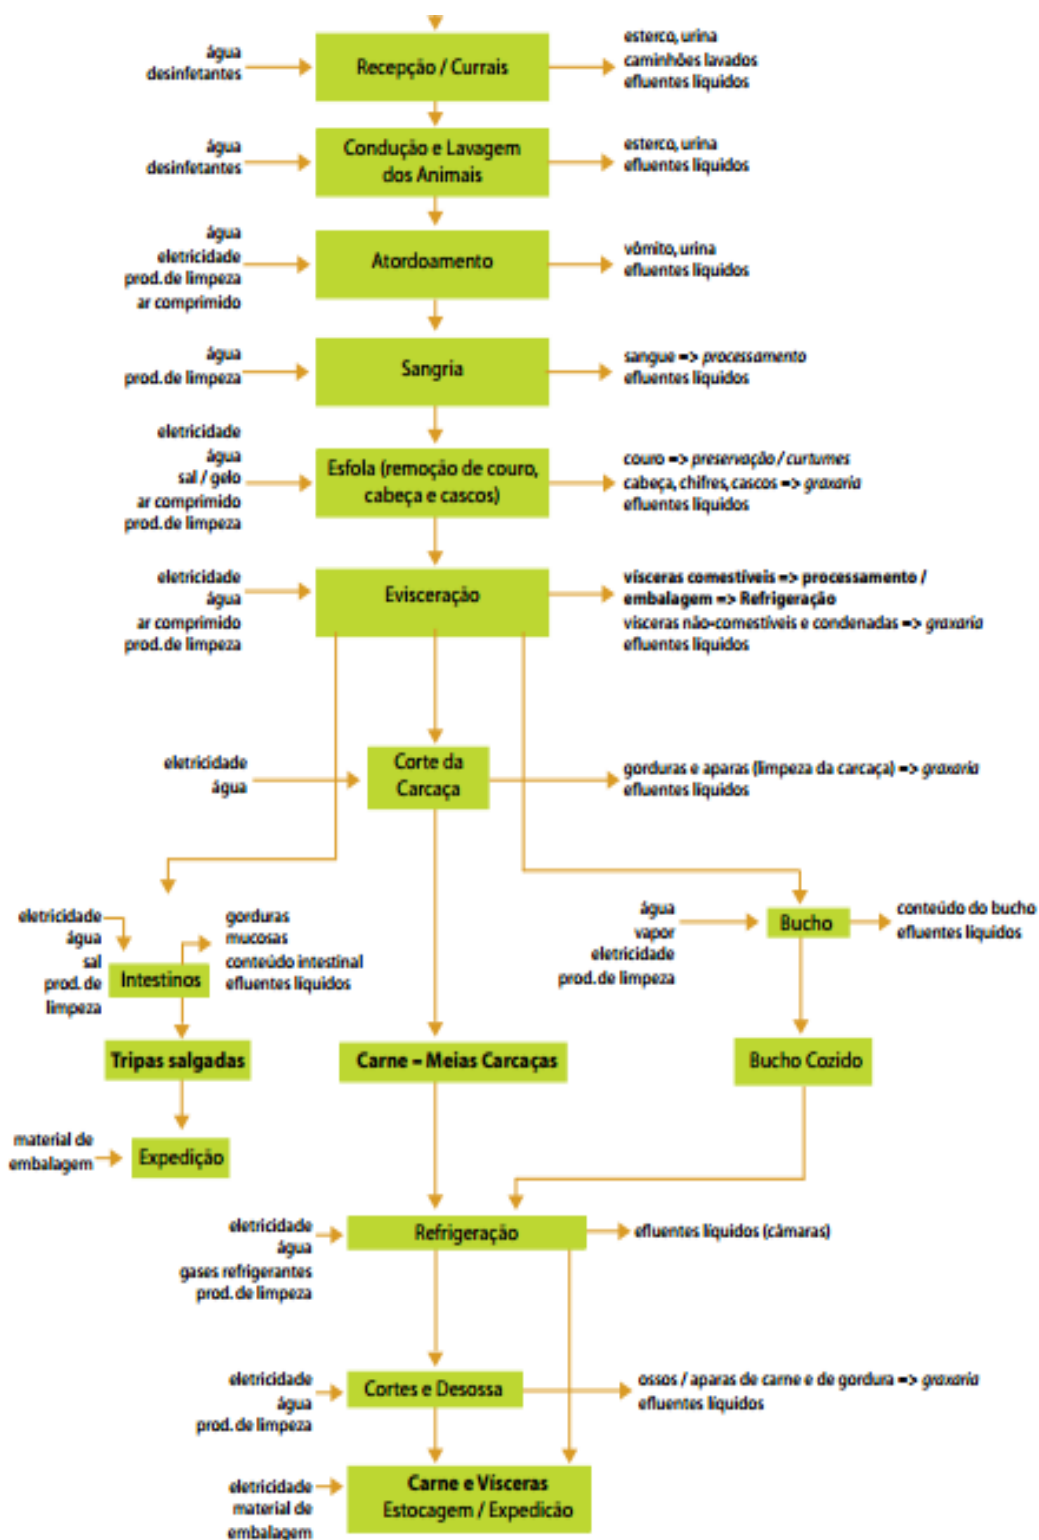 água
desinfetantes
Recepção / Currais
esterco, urina
caminhões lavados
efluentes líquidos
água
desinfetantes
Condução e Lavagem
dos Animais
esterco, urina
efluentes líquidos
água
eletricidade
prod. de limpeza
ar comprimido
Atordoamento
vômito, urina
efluentes líquidos
água
prod. de limpeza
Sangria
sangue => processamento
efluentes líquidos
eletricidade
água
sal / gelo
ar comprimido
prod. de limpeza
Esfola (remoção de couro,
cabeça e cascos)
couro => preservação / curtumes
cabeça, chifres, cascos => graxaria
efluentes líquidos
eletricidade
água
ar comprimido
prod. de limpeza
Evisceração
vísceras comestíveis => processamento /
embalagem => Refrigeração
vísceras não-comestíveis e condenadas => graxaria
efluentes líquidos
eletricidade
água
Corte da
Carcaça
gorduras e aparas (limpeza da carcaça) => graxaria
efluentes líquidos
eletricidade
água
sal
prod. de
limpeza
Intestinos
gorduras
mucosas
conteúdo intestinal
efluentes líquidos
água
vapor
eletricidade
prod. de limpeza
Bucho
conteúdo do bucho
efluentes líquidos
Tripas salgadas
Carne – Meias Carcaças
Bucho Cozido
material de
embalagem
Expedição
eletricidade
água
gases refrigerantes
prod. de limpeza
Refrigeração
efluentes líquidos (câmaras)
eletricidade
água
prod. de limpeza
Cortes e Desossa
ossos / aparas de carne e de gordura => graxaria
efluentes líquidos
eletricidade
material de
embalagem
Carne e Vísceras
Estocagem / Expedicão